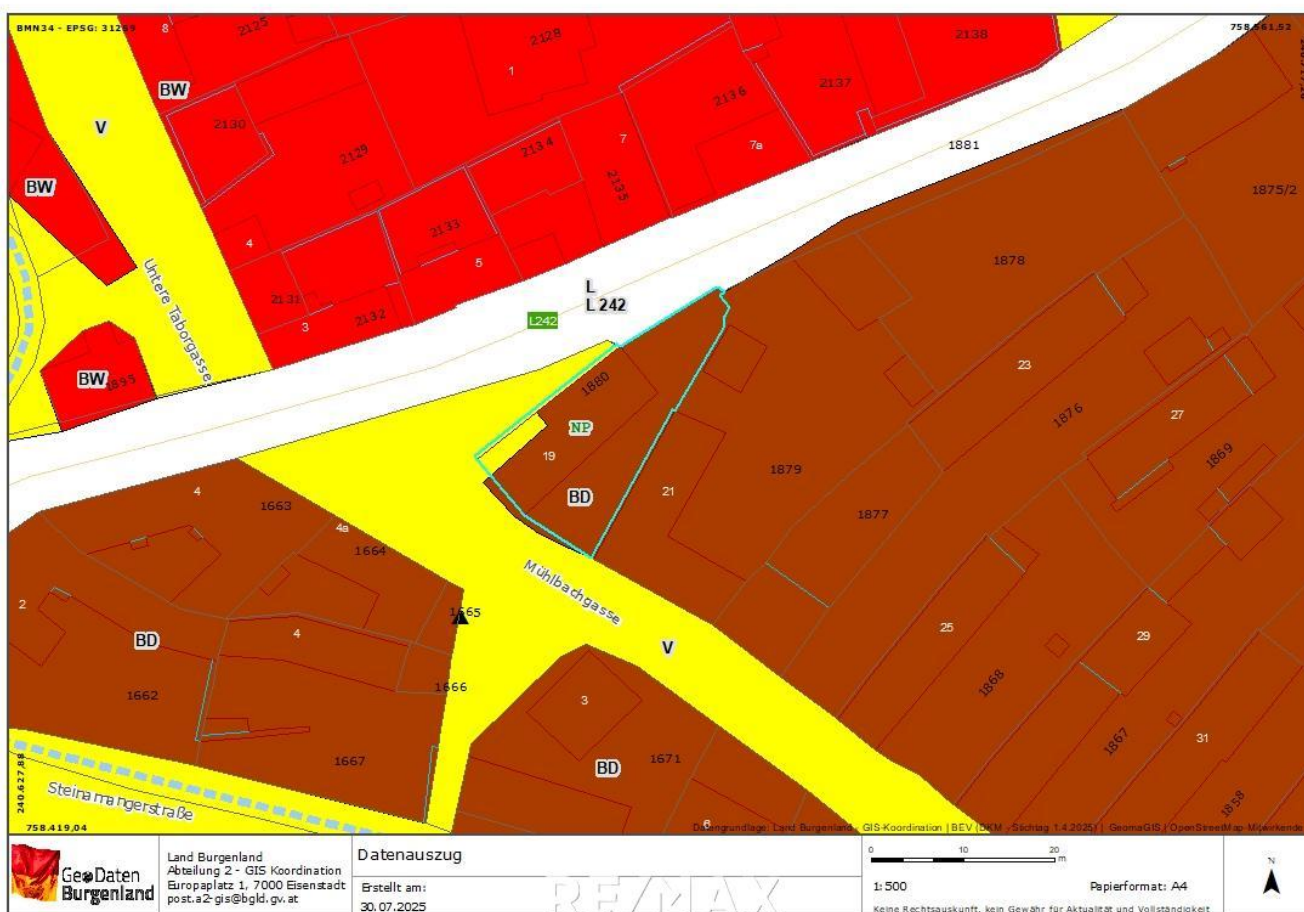 BMN34 - EPSG: 31259
758.561,52
8
2125
2128
2138
BW
1
V
2137
2136
2130
7
7a
2129
2134
1881
BW
2135
1875/2
2133
4
1878
5
Untere Taborgasse
L
L 242
2131
2132
L242
3
23
BW
1895
1880
1876
27
NP
19
1869
1879
BD
21
4
1663
1877
4a
1664
Mühlbachgasse
2
1665
25
4
BD
V
29
1666
1868
1662
3
1867
31
1667
BD
1671
1858
240.627,88
Steinamangerstraße
6
758.419,04
Datengrundlage: Land Burgenland - GIS-Koordination | BEV (DKM - Stichtag 1.4.2025) | GeomaGIS | OpenStreetMap-Mitwirkende
GeoDaten
Burgenland
Land Burgenland
Abteilung 2 - GIS Koordination
Europaplatz 1, 7000 Eisenstadt
post.a2-gis@bgld.gv.at
Datenauszug
Erstellt am:
30.07.2025
RE/MAX
0 10 20
m
1:500 Papierformat: A4
Keine Rechtsauskunft, kein Gewähr für Aktualität und Vollständigkeit
N